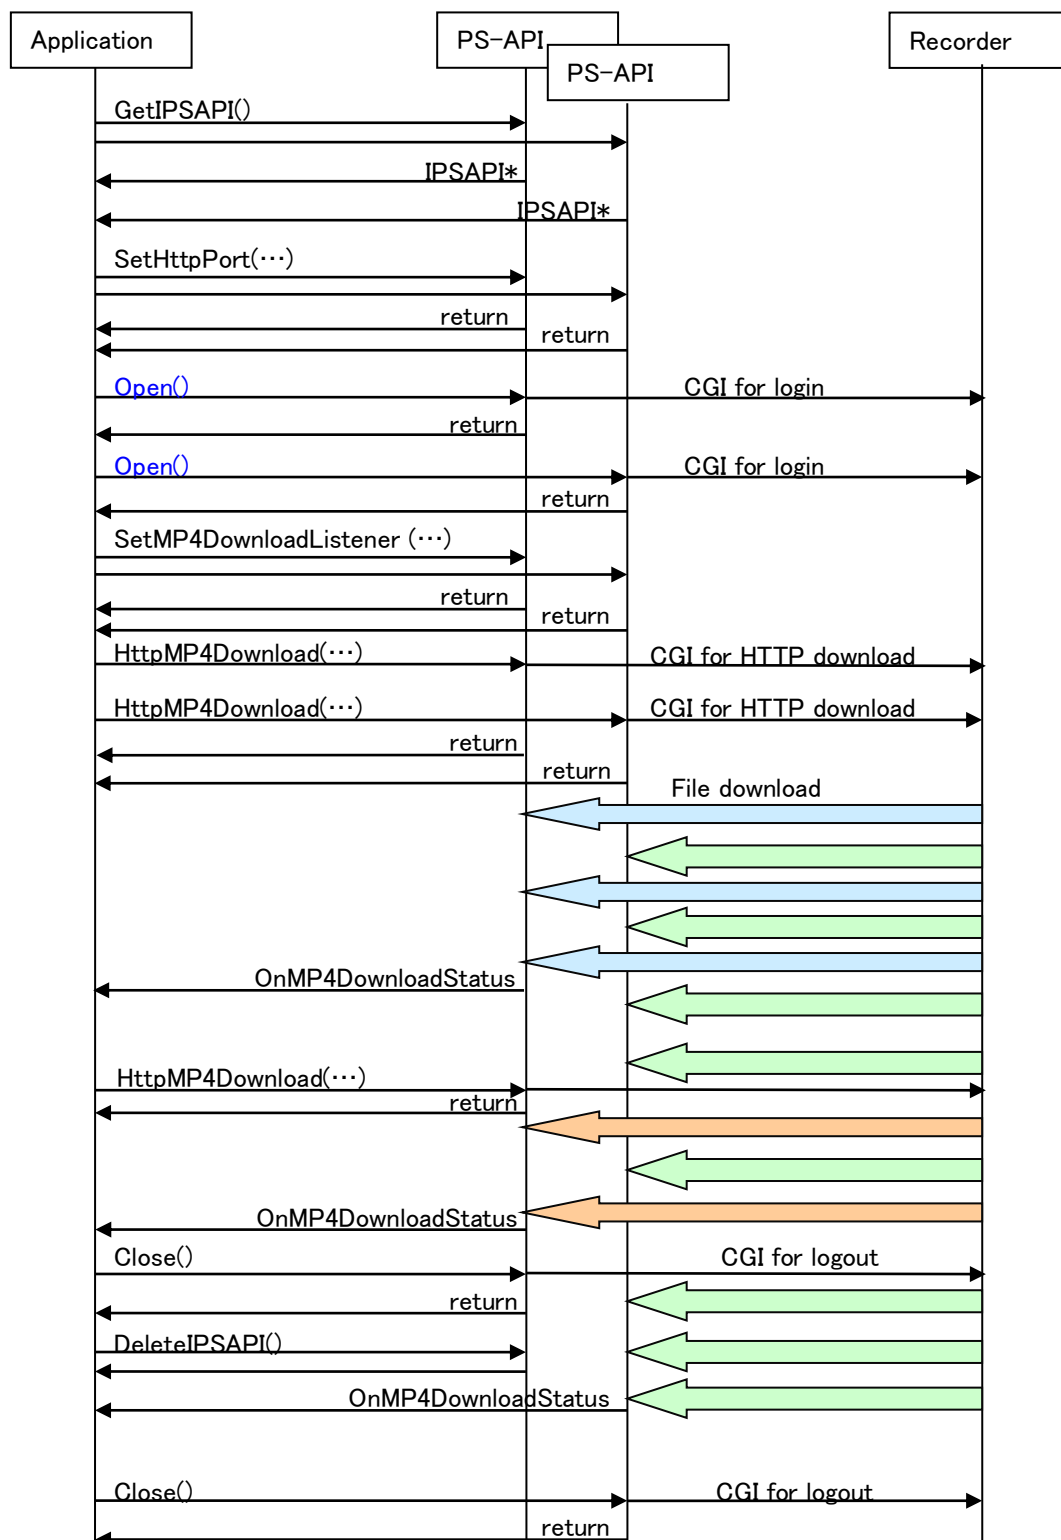 Application
PS-API
Recorder
PS-API
GetIPSAPI()
IPSAPI*
IPSAPI*
SetHttpPort(…)
return
return
Open()
CGI for login
return
Open()
CGI for login
return
SetMP4DownloadListener (…)
return
return
HttpMP4Download(…)
CGI for HTTP download
HttpMP4Download(…)
CGI for HTTP download
return
return
File download
OnMP4DownloadStatus
HttpMP4Download(…)
return
OnMP4DownloadStatus
Close()
CGI for logout
return
DeleteIPSAPI()
OnMP4DownloadStatus
Close()
CGI for logout
return